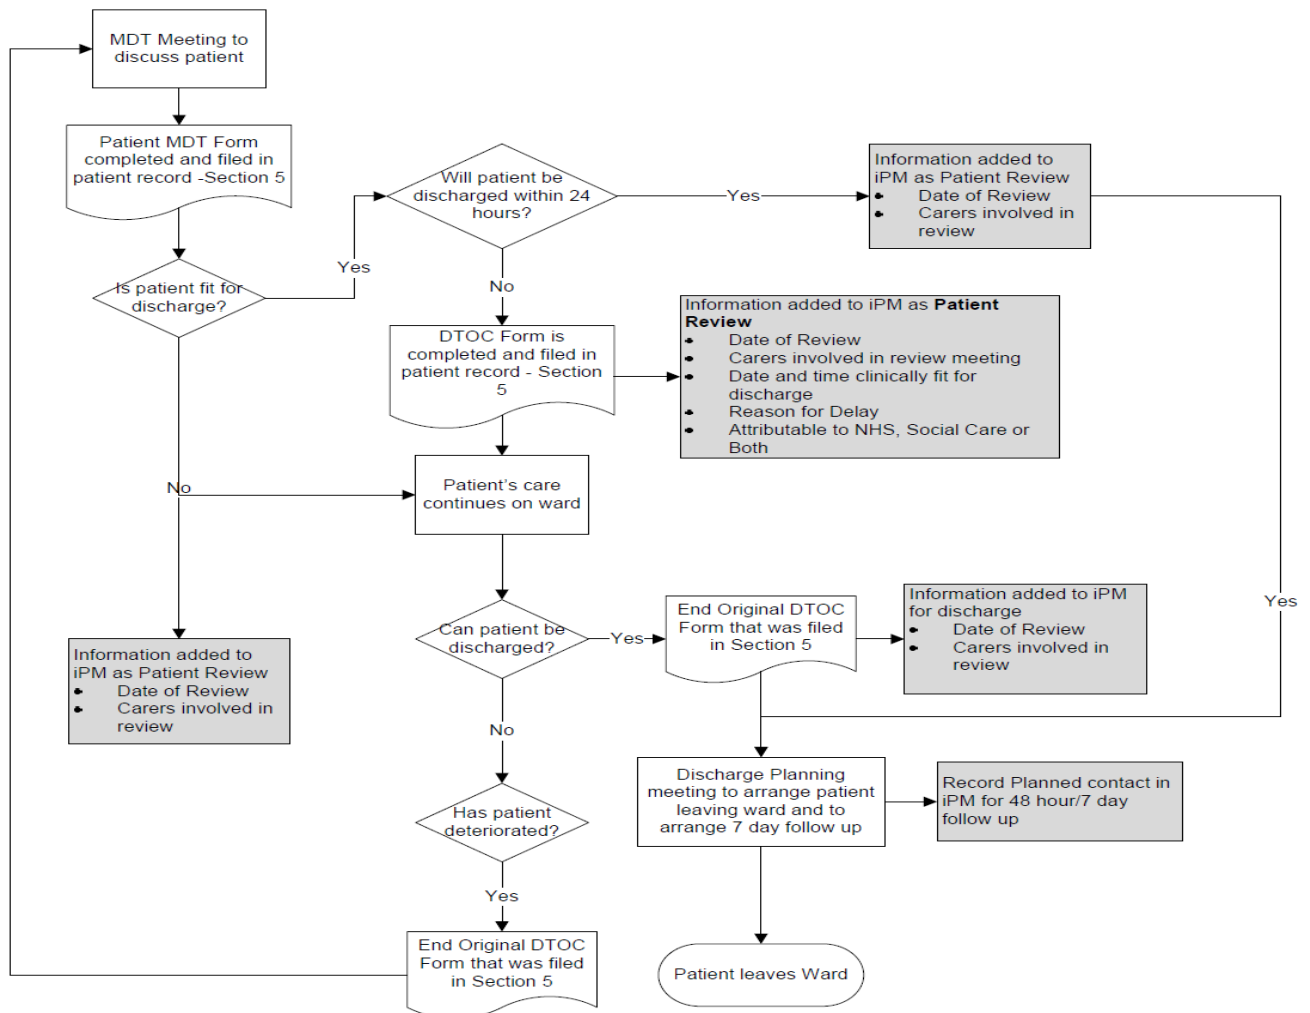 MDT Meeting to
discuss patient
Patient MDT Form
completed and filed in
patient record -Section 5
Is patient fit for
discharge?
Yes
No
Will patient be
discharged within 24
hours?
Yes
No
Information added to
iPM as Patient Review
• Date of Review
• Carers involved in
review
DTOC Form is
completed and filed in
patient record - Section
5
Information added to iPM as Patient
Review
• Date of Review
• Carers involved in review meeting
• Date and time clinically fit for
discharge
• Reason for Delay
• Attributable to NHS, Social Care or
Both
Patient's care
continues on ward
Information added to
iPM as Patient Review
• Date of Review
• Carers involved in
review
Can patient be
discharged?
Yes
No
End Original DTOC
Form that was filed
in Section 5
Information added to iPM
for discharge
• Date of Review
• Carers involved in
review
Yes
Discharge Planning
meeting to arrange patient
leaving ward and to
arrange 7 day follow up
Record Planned contact in
iPM for 48 hour/7 day
follow up
Has patient
deteriorated?
Yes
End Original DTOC
Form that was filed
in Section 5
Patient leaves Ward